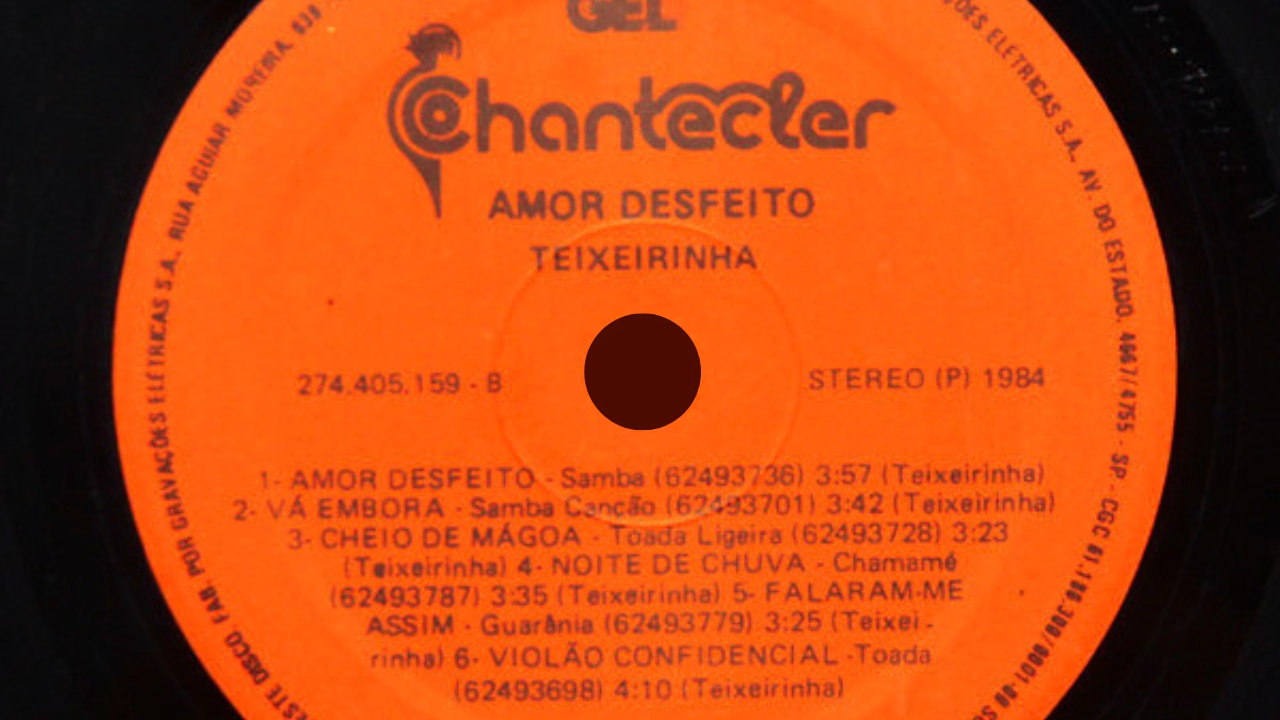 GEL
Chantecler
AMOR DESFEITO
TEIXEIRINHA
274.405.159 - B
STEREO (P) 1984
1- AMOR DESFEITO - Samba (62493736) 3:57 (Teixeirinha)
2- VÁ EMBORA - Samba Canção (62493701) 3:42 (Teixeirinha)
3- CHEIO DE MÁGOA - Toada Ligeira (62493728) 3:23
(Teixeirinha) 4- NOITE DE CHUVA - Chamamé
(62493787) 3:35 (Teixeirinha) 5- FALARAM-ME
ASSIM - Guarânia (62493779) 3:25 (Teixei-
rinha) 6- VIOLÃO CONFIDENCIAL -Toada
(62493698) 4:10 (Teixeirinha)
DISCO FAB. POR GRAVAÇÕES ELÉTRICAS S.A. RUA AGUIAR MOREIRA,
ELÉTRICAS S.A. AV. DO ESTADO, 4667/4755 - SP - CGC